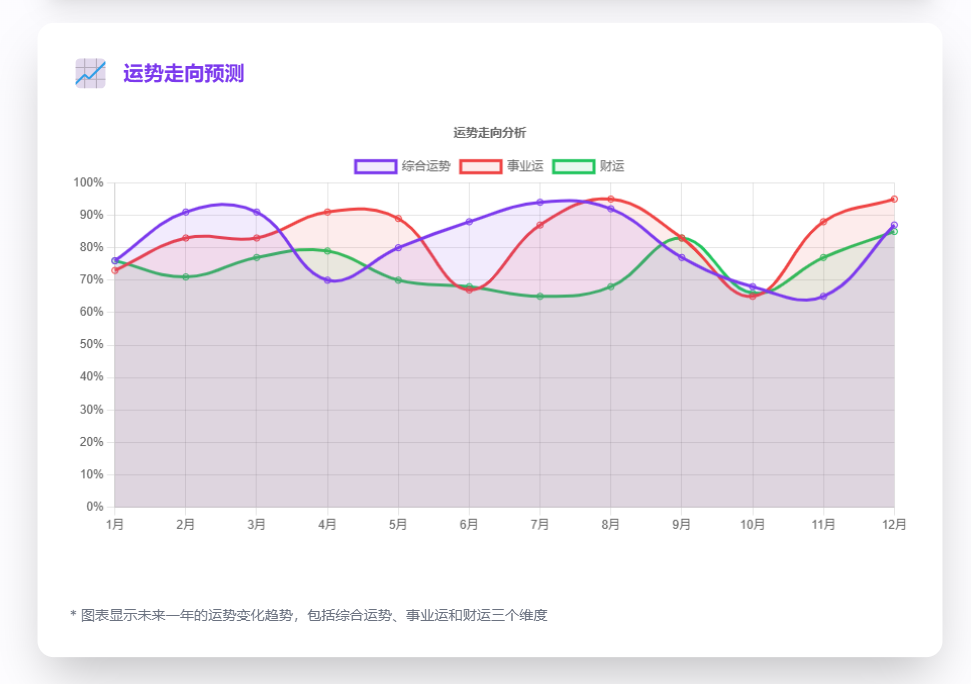 运势走向预测
运势走向分析
综合运势 事业运 财运
100%
90%
80%
70%
60%
50%
40%
30%
20%
10%
0%
1月 2月 3月 4月 5月 6月 7月 8月 9月 10月 11月 12月
* 图表显示未来一年的运势变化趋势，包括综合运势、事业运和财运三个维度